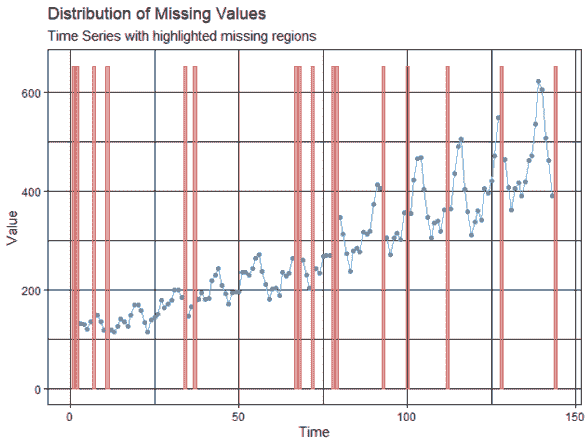 Distribution of Missing Values
Time Series with highlighted missing regions
Value
600
400
200
0
0
50
100
150
Time